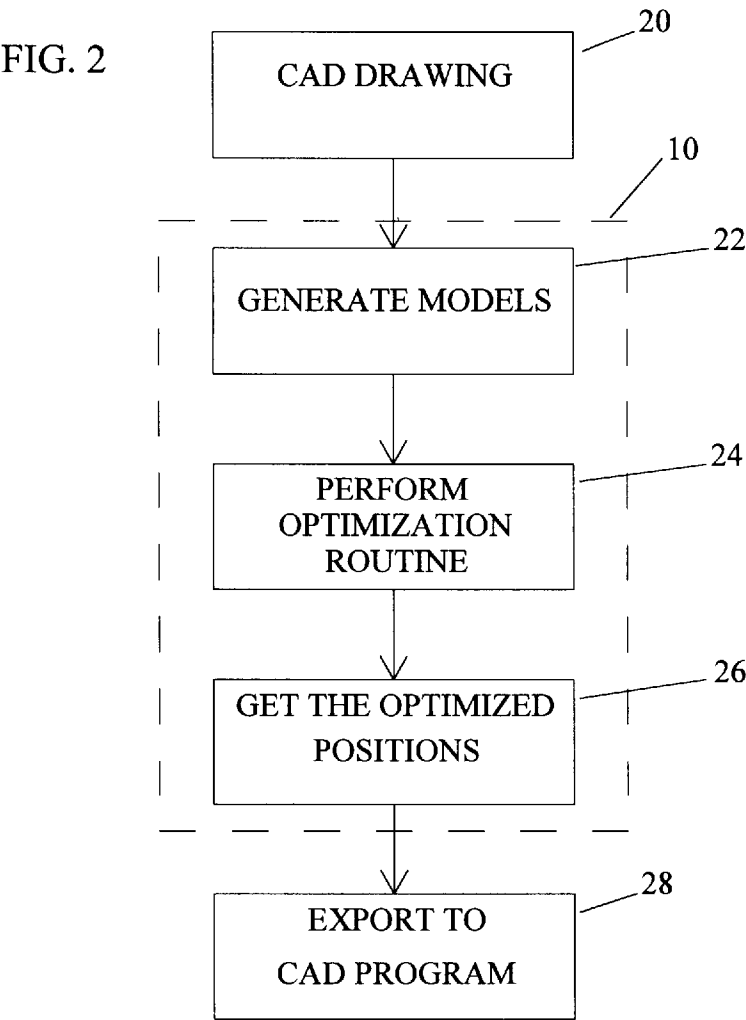 20
FIG. 2
CAD DRAWING
10
22
GENERATE MODELS
24
PERFORM
OPTIMIZATION
ROUTINE
26
GET THE OPTIMIZED
POSITIONS
28
EXPORT TO
CAD PROGRAM